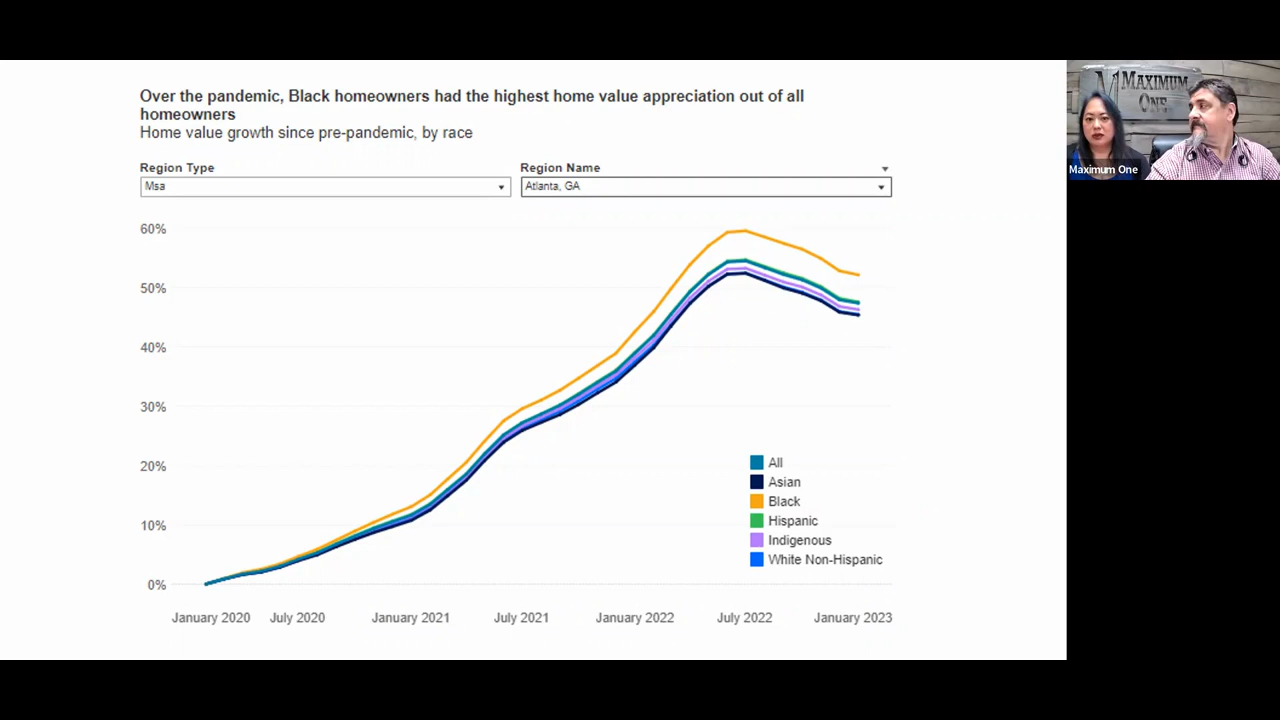 Over the pandemic, Black homeowners had the highest home value appreciation out of all
homeowners
Home value growth since pre-pandemic, by race
Region Type
Region Name
Msa
Atlanta, GA
60%
50%
40%
30%
20%
10%
0%
All
Asian
Black
Hispanic
Indigenous
White Non-Hispanic
January 2020
July 2020
January 2021
July 2021
January 2022
July 2022
January 2023
MAXIMUM
ONE
Maximum One